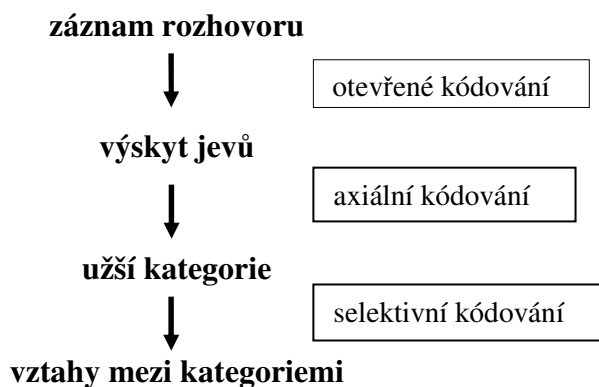 záznam rozhovoru
otevřené kódování
výskyt jevů
axiální kódování
užší kategorie
selektivní kódování
vztahy mezi kategoriemi